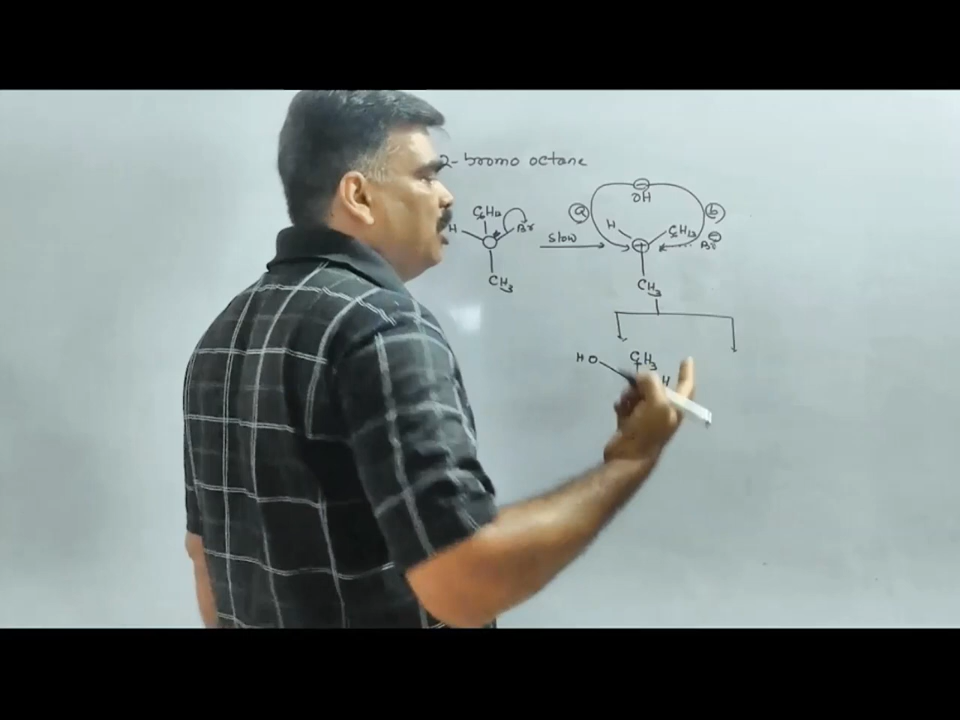 2-bromo octane
⊖
OH
ⓐ ⓑ
C6H13
H Br
slow
H ⊕ C6H13 Br⊖
CH3 CH3
HO CH3
H